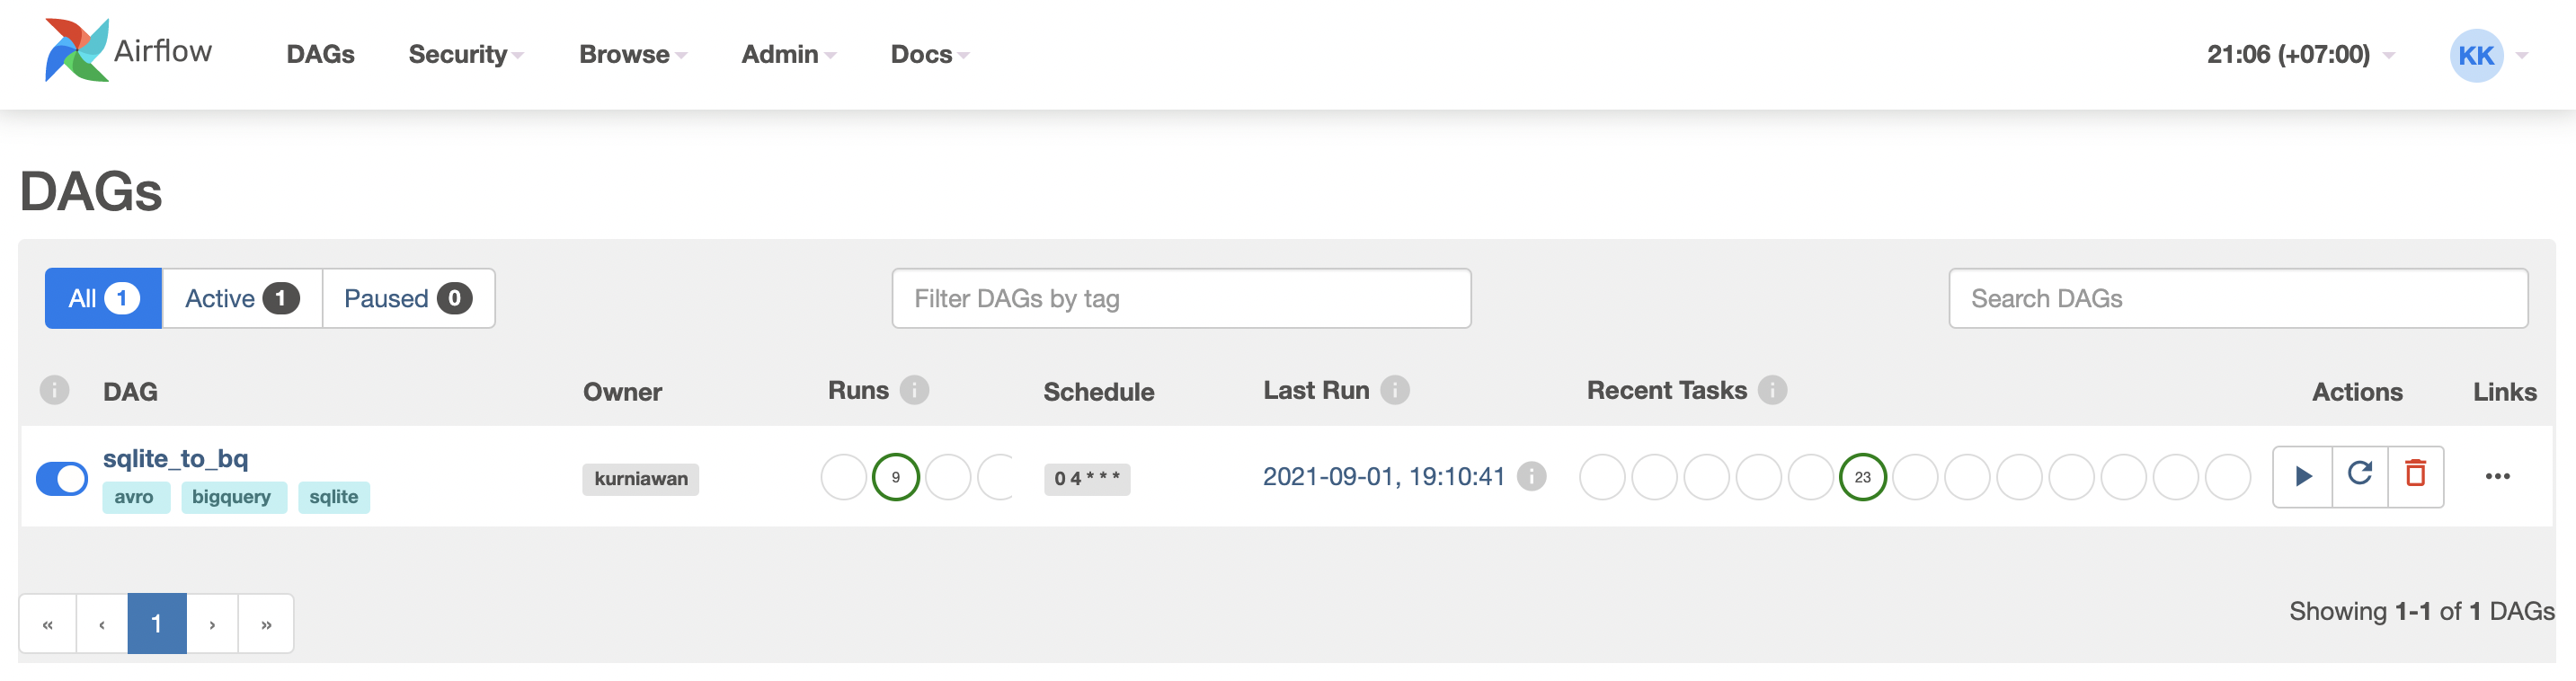 Airflow DAGs Security Browse Admin Docs 21:06 (+07:00) KK
DAGs
All 1 Active 1 Paused 0 Filter DAGs by tag Search DAGs
i DAG Owner Runs i Schedule Last Run i Recent Tasks i Actions Links
sqlite_to_bq
kurniawan 9 0 4 * * * 2021-09-01, 19:10:41 i 23 ...
avro bigquery sqlite
« ‹ 1 › » Showing 1-1 of 1 DAGs